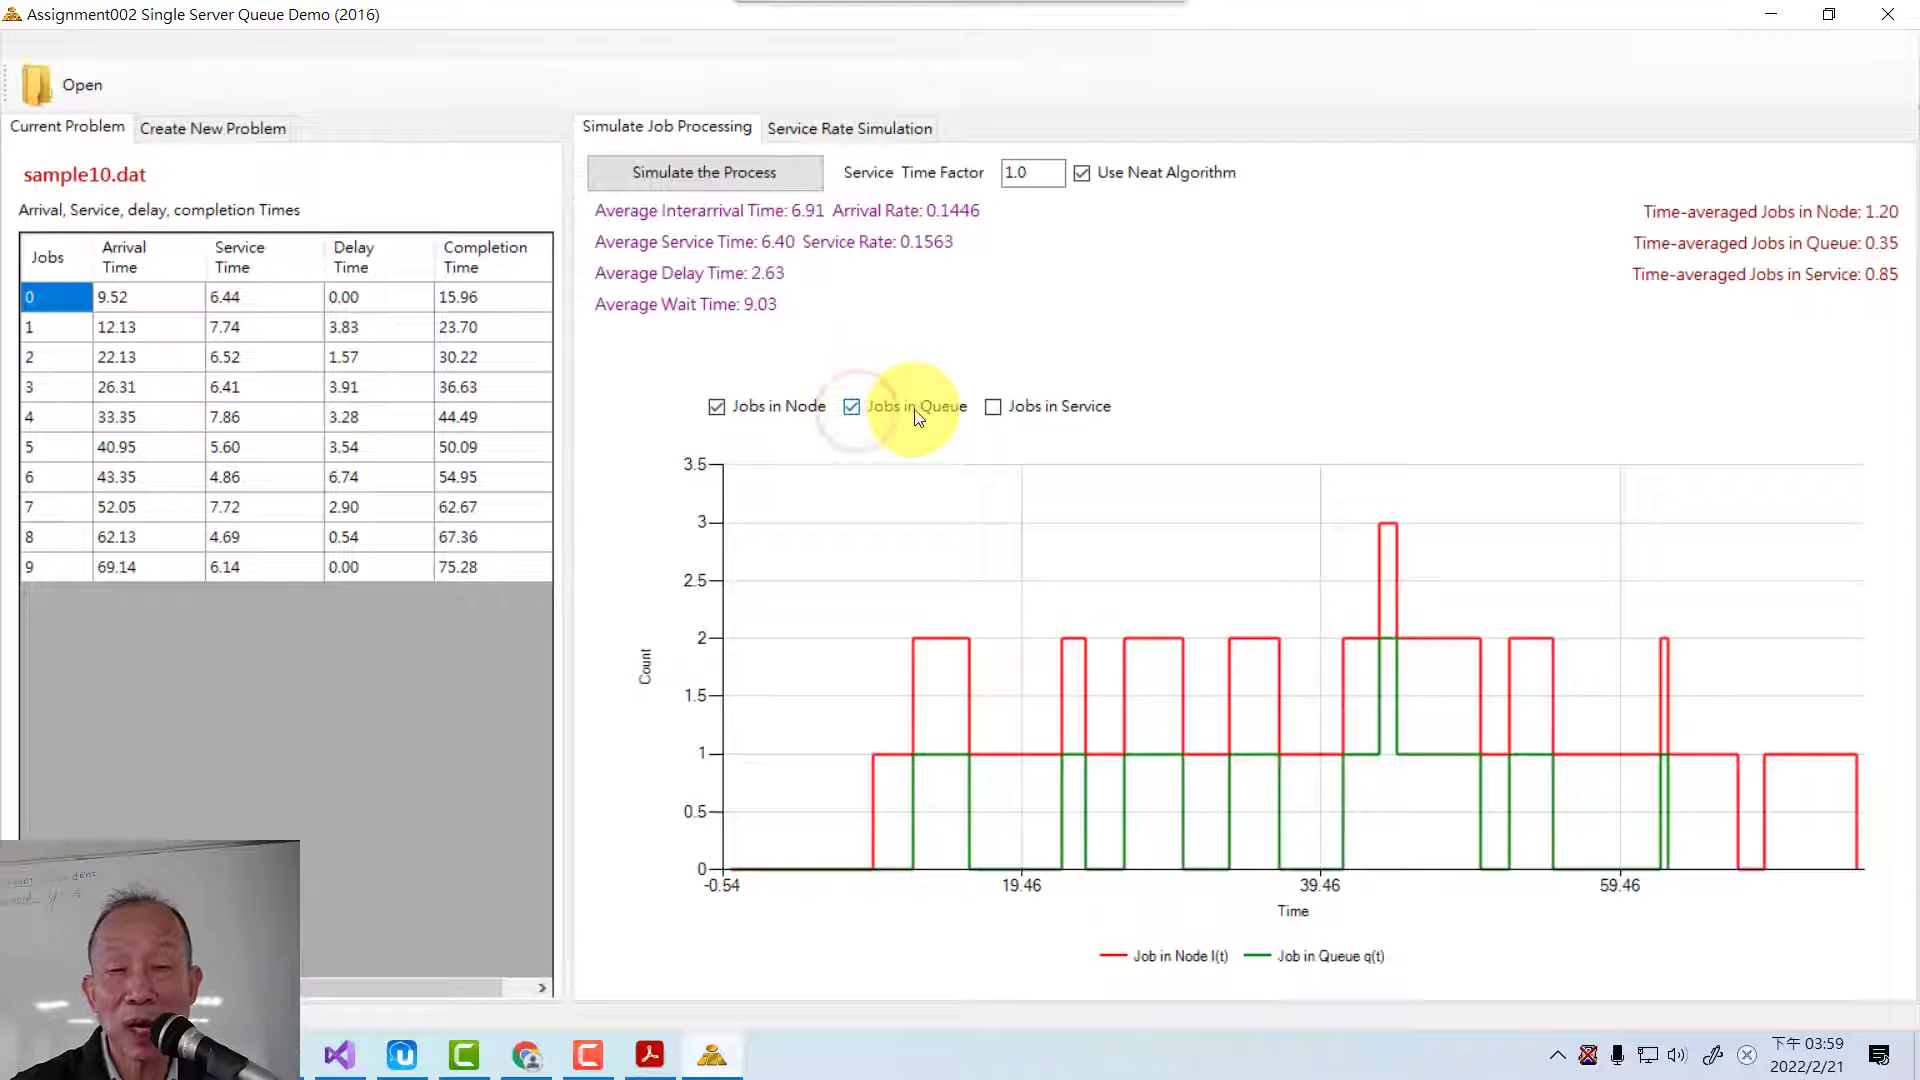 Assignment002 Single Server Queue Demo (2016)
Open
Current Problem
Create New Problem
Simulate Job Processing
Service Rate Simulation
sample10.dat
Arrival, Service, delay, completion Times
Jobs Arrival Time Service Time Delay Time Completion Time
0 9.52 6.44 0.00 15.96
1 12.13 7.74 3.83 23.70
2 22.13 6.52 1.57 30.22
3 26.31 6.41 3.91 36.63
4 33.35 7.86 3.28 44.49
5 40.95 5.60 3.54 50.09
6 43.35 4.86 6.74 54.95
7 52.05 7.72 2.90 62.67
8 62.13 4.69 0.54 67.36
9 69.14 6.14 0.00 75.28
Simulate the Process
Service Time Factor
1.0
Use Neat Algorithm
Average Interarrival Time: 6.91 Arrival Rate: 0.1446
Average Service Time: 6.40 Service Rate: 0.1563
Average Delay Time: 2.63
Average Wait Time: 9.03
Time-averaged Jobs in Node: 1.20
Time-averaged Jobs in Queue: 0.35
Time-averaged Jobs in Service: 0.85
Jobs in Node
Jobs in Queue
Jobs in Service
3.5
3
2.5
2
1.5
1
0.5
0
Count
-0.54
19.46
39.46
59.46
Time
Job in Node l(t)
Job in Queue q(t)
下午 03:59
2022/2/21